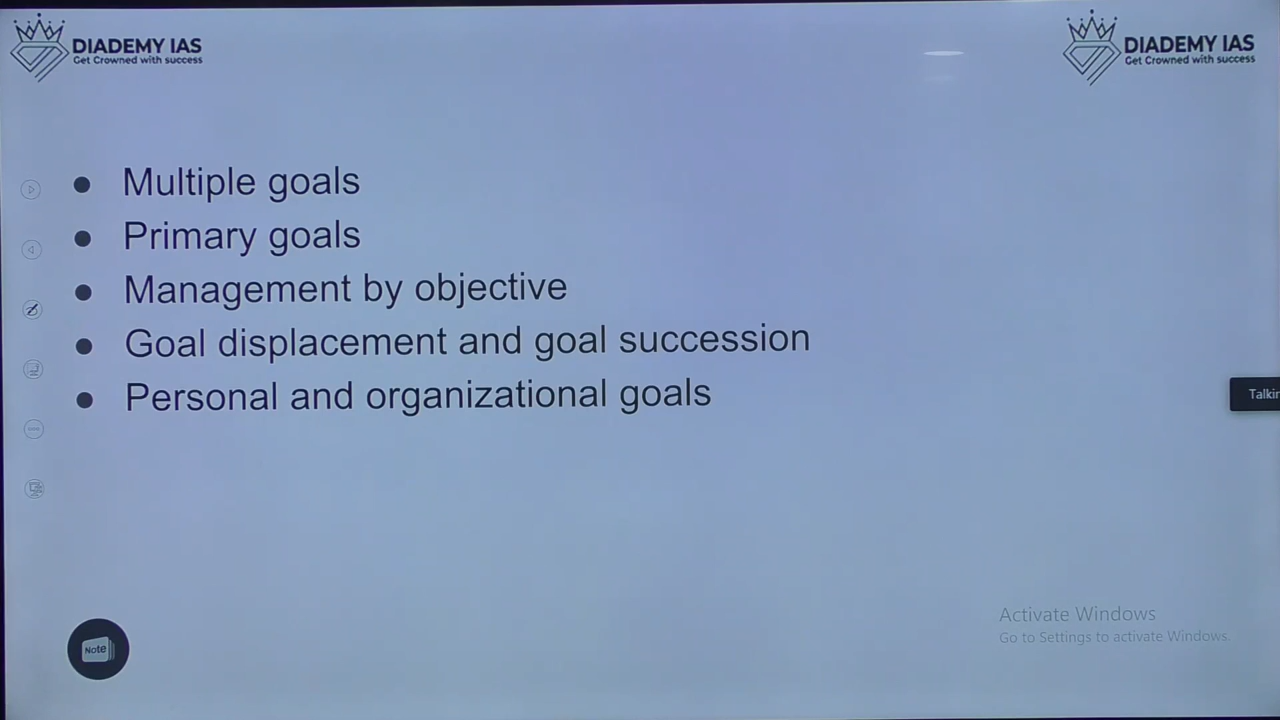 DIADEMY IAS
Get Crowned with success
DIADEMY IAS
Get Crowned with success
● Multiple goals
● Primary goals
● Management by objective
● Goal displacement and goal succession
● Personal and organizational goals
Talkin
Activate Windows
Go to Settings to activate Windows.
Note